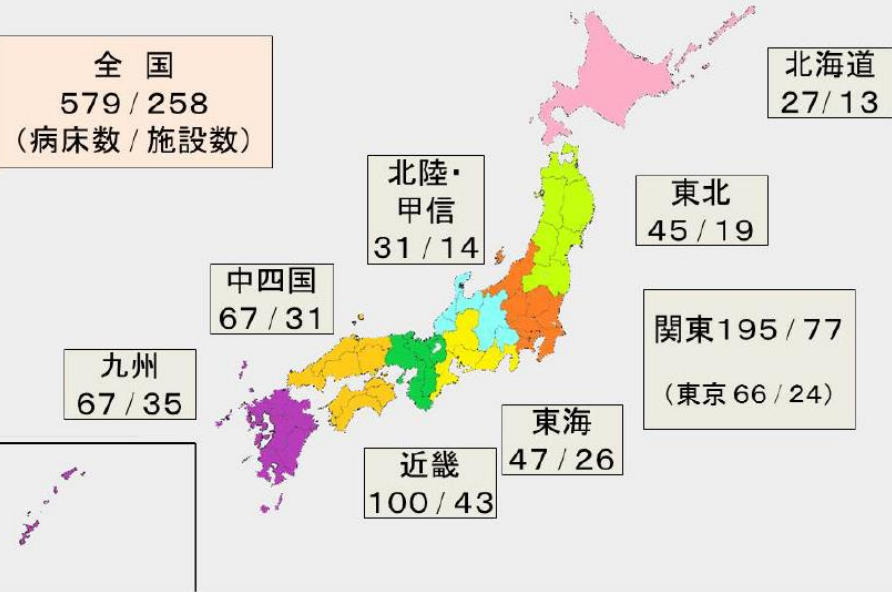 全 国
579 / 258
（病床数 / 施設数）
北海道
27/ 13
北陸・
甲信
31 / 14
東北
45 / 19
中四国
67 / 31
関東195 / 77
（東京 66 / 24）
九州
67 / 35
東海
47 / 26
近畿
100 / 43